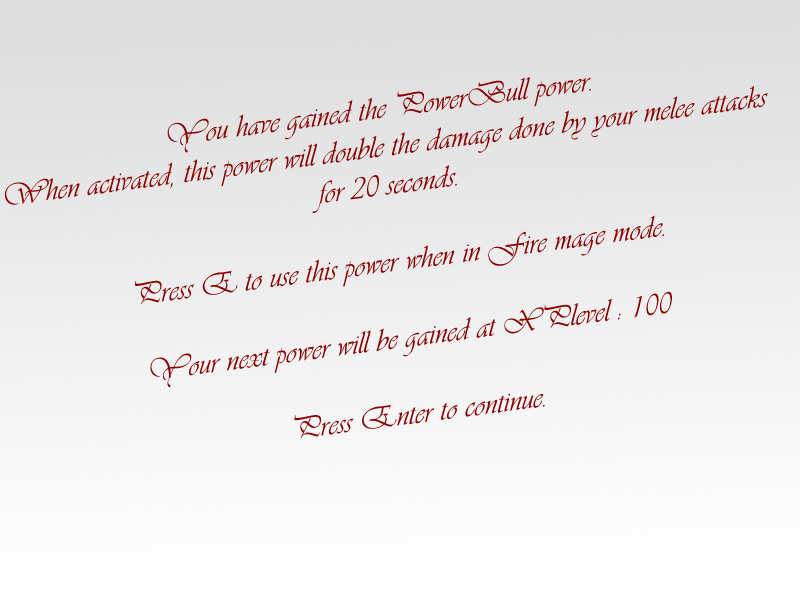 You have gained the PowerBull power.
When activated, this power will double the damage done by your melee attacks
for 20 seconds.
Press E to use this power when in Fire mage mode.
Your next power will be gained at XPlevel : 100
Press Enter to continue.